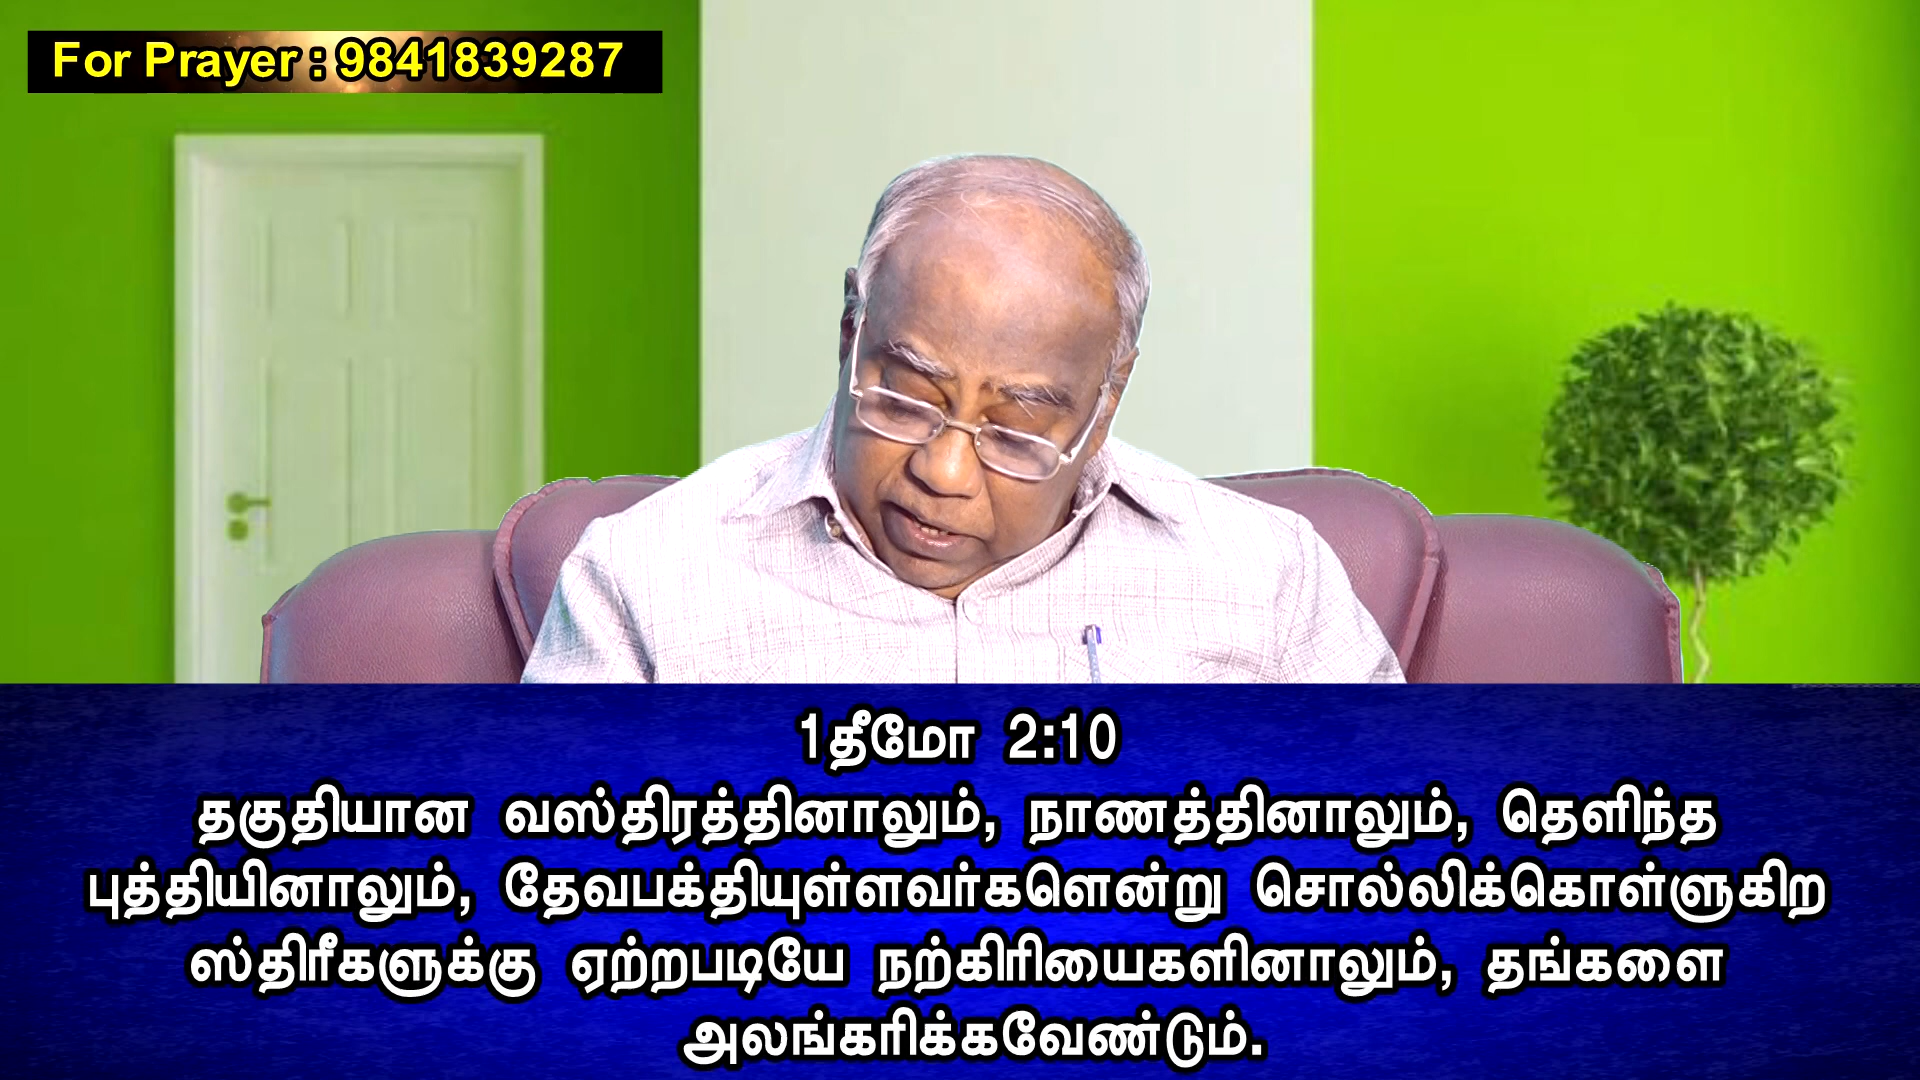 For Prayer : 9841839287
1தீமோ 2:10
தகுதியான வஸ்திரத்தினாலும், நாணத்தினாலும், தெளிந்த
புத்தியினாலும், தேவபக்தியுள்ளவர்களென்று சொல்லிக்கொள்ளுகிற
ஸ்திரீகளுக்கு ஏற்றபடியே நற்கிரியைகளினாலும், தங்களை
அலங்கரிக்கவேண்டும்.